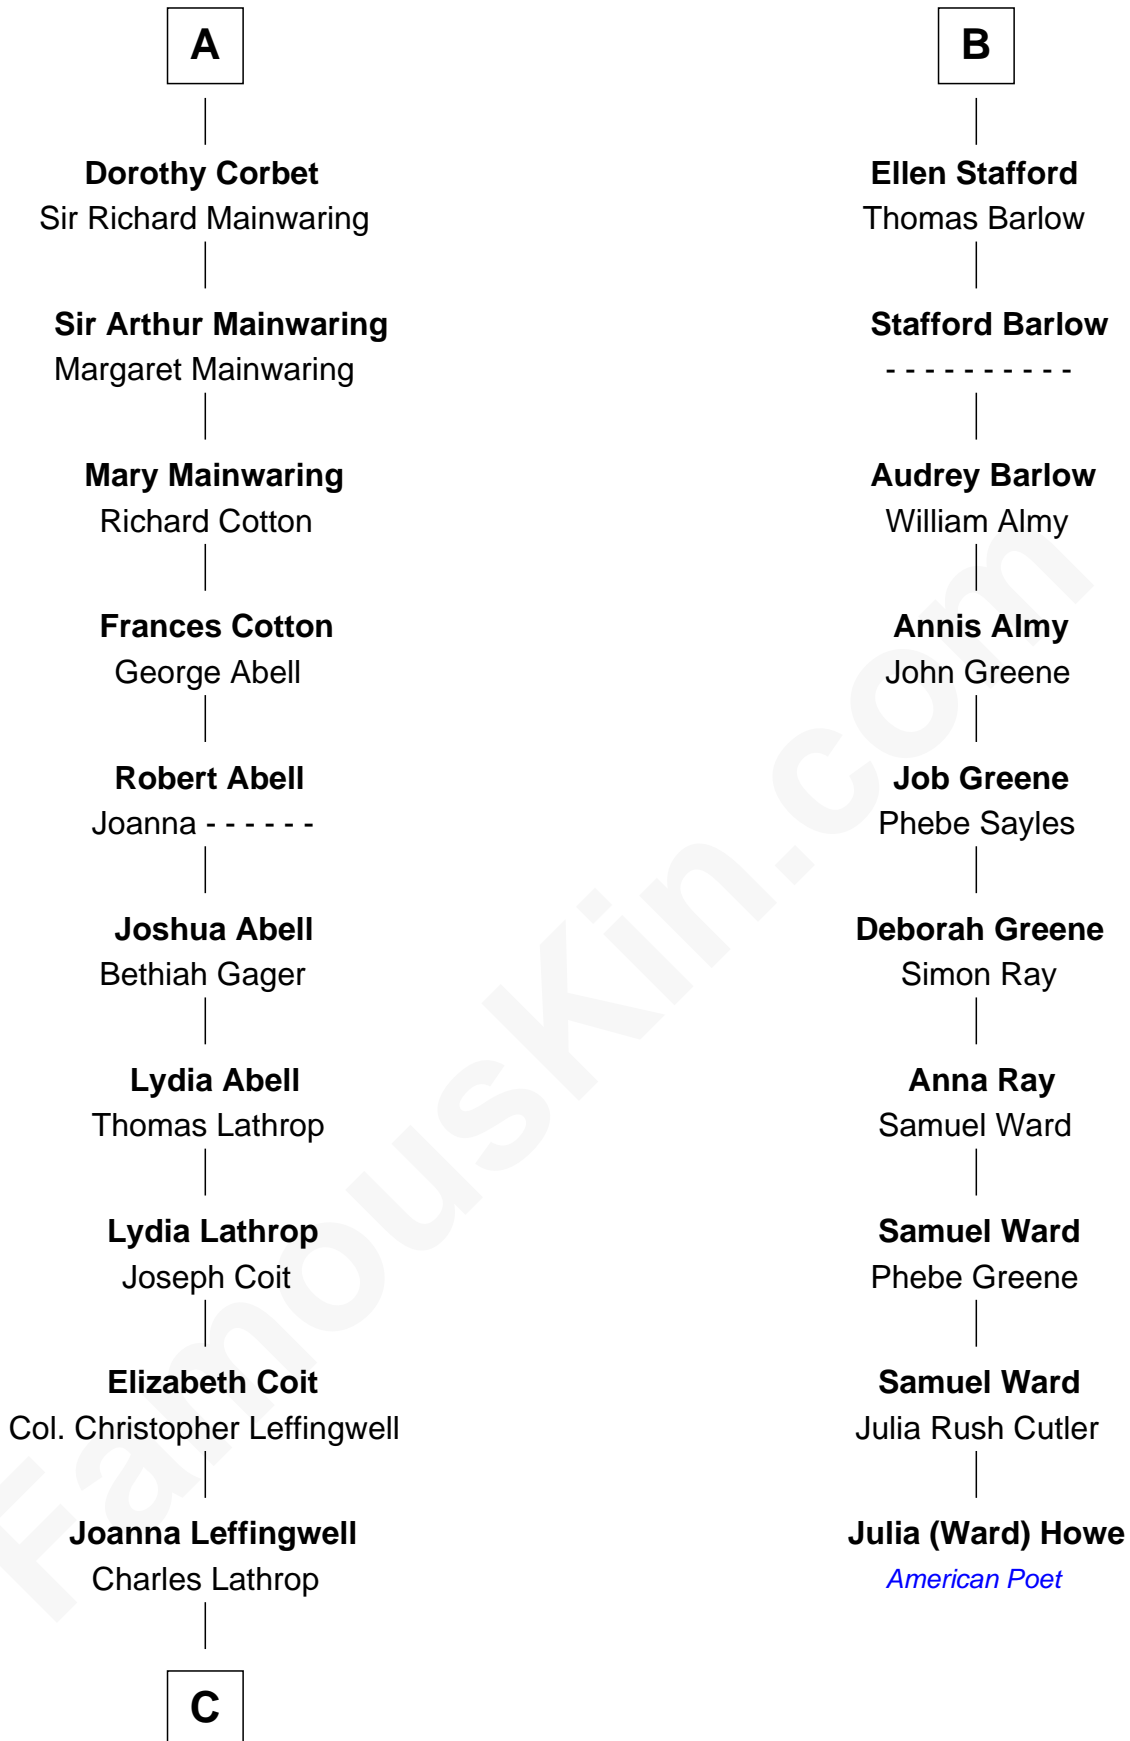 A
Dorothy Corbet
Sir Richard Mainwaring
Sir Arthur Mainwaring
Margaret Mainwaring
Mary Mainwaring
Richard Cotton
Frances Cotton
George Abell
Robert Abell
Joanna - - - - - -
Joshua Abell
Bethiah Gager
Lydia Abell
Thomas Lathrop
Lydia Lathrop
Joseph Coit
Elizabeth Coit
Col. Christopher Leffingwell
Joanna Leffingwell
Charles Lathrop
C
B
Ellen Stafford
Thomas Barlow
Stafford Barlow
- - - - - - - - - -
Audrey Barlow
William Almy
Annis Almy
John Greene
Job Greene
Phebe Sayles
Deborah Greene
Simon Ray
Anna Ray
Samuel Ward
Samuel Ward
Phebe Greene
Samuel Ward
Julia Rush Cutler
Julia (Ward) Howe
American Poet
FamousKin.com